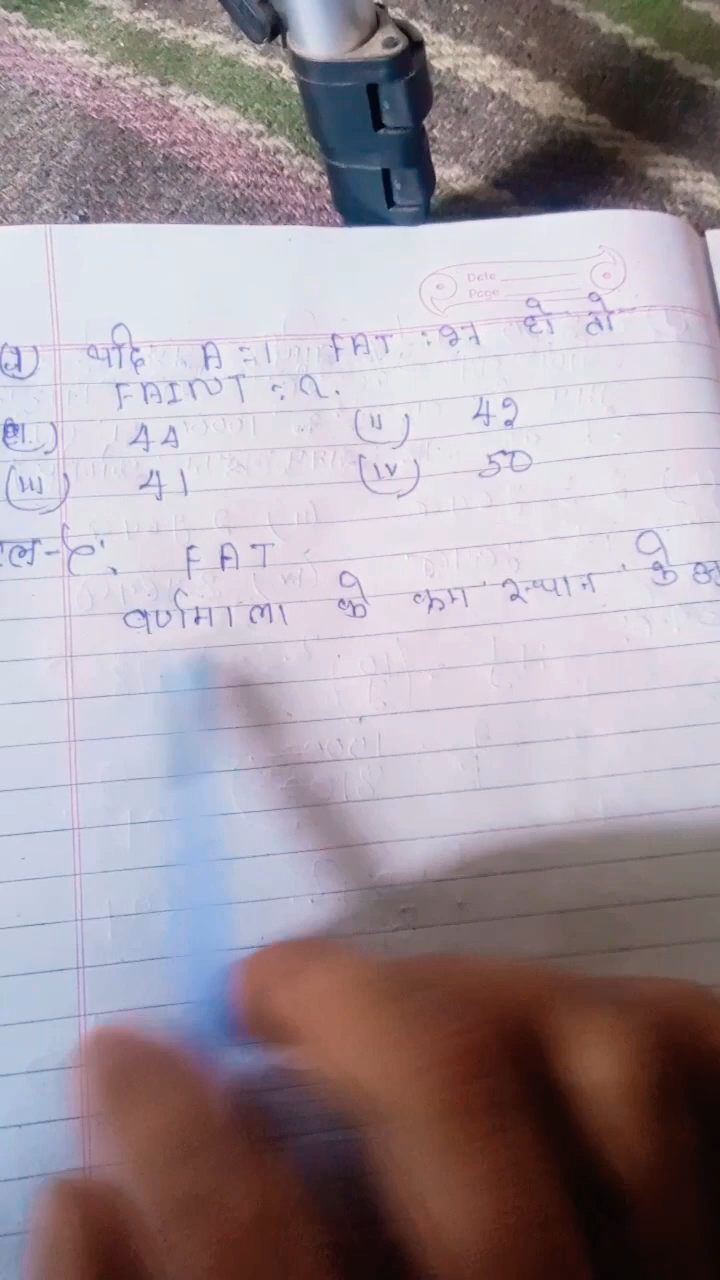 Date
Page
यदि A = 1 FAT = 27 हो तो
FAINT = ?
44 (II) 42
(III) 41 (IV) 50
हल-2: FAT
वर्णमाला के क्रम स्थान के